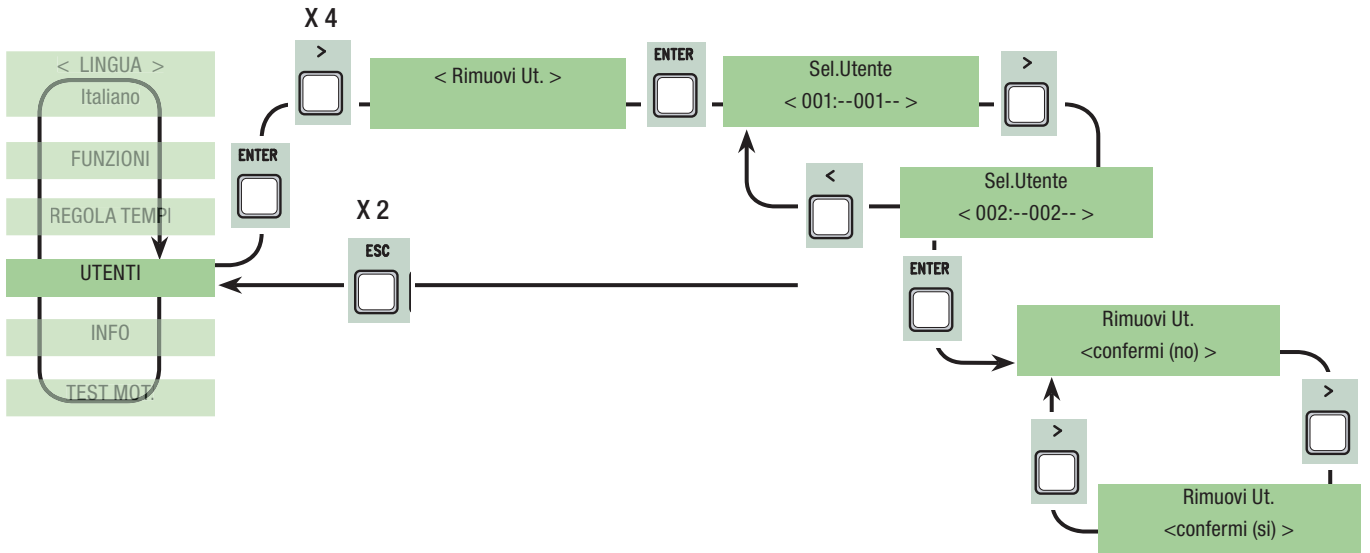 X 4
>
< Rimuovi Ut. >
ENTER
Sel.Utente
< 001:--001-- >
>
< LINGUA >
Italiano
FUNZIONI
REGOLA TEMPI
UTENTI
INFO
TEST MOT.
ENTER
<
Sel.Utente
< 002:--002-- >
X 2
ESC
ENTER
Rimuovi Ut.
<confermi (no) >
>
>
Rimuovi Ut.
<confermi (si) >